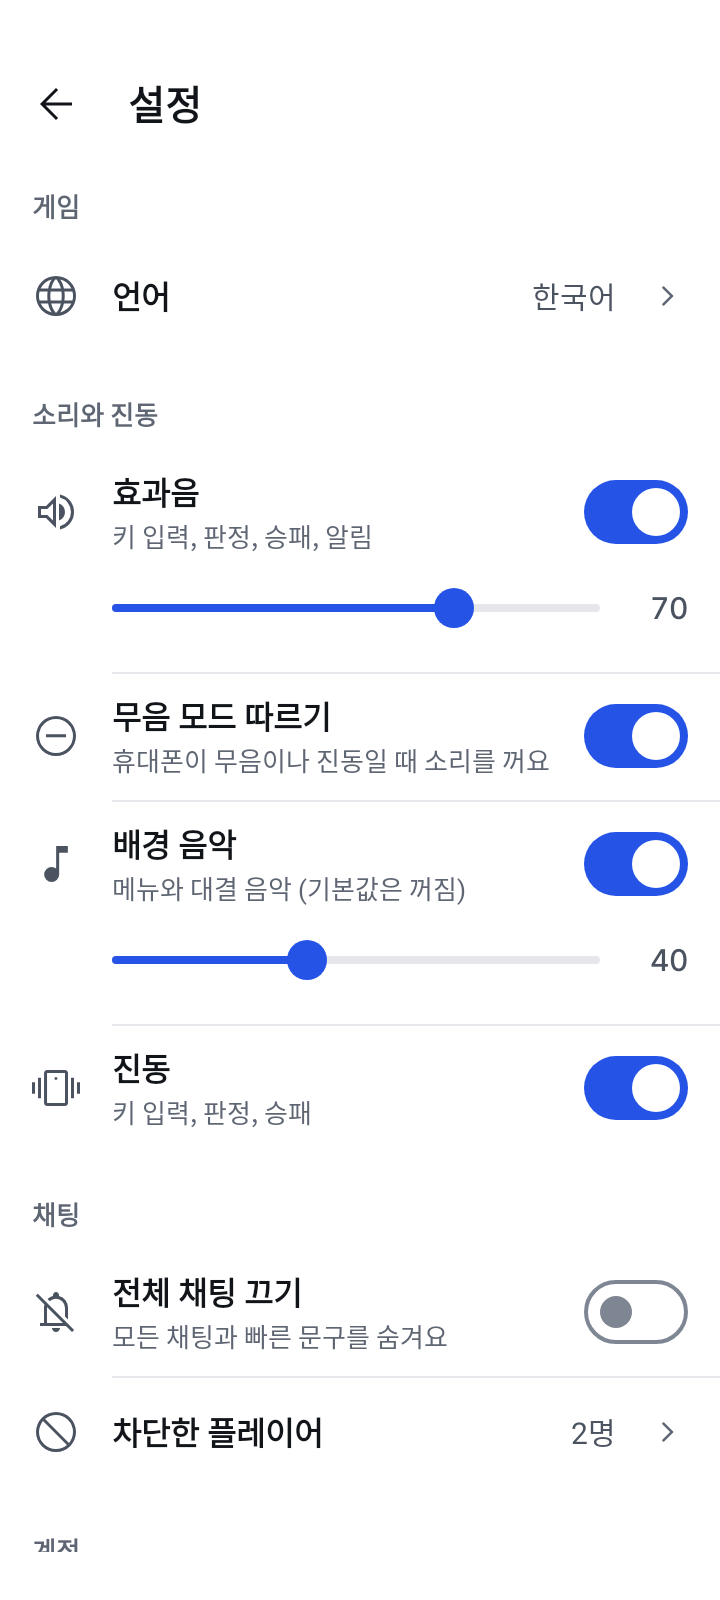 설정
게임
언어
한국어
소리와 진동
효과음
키 입력, 판정, 승패, 알림
70
무음 모드 따르기
휴대폰이 무음이나 진동일 때 소리를 꺼요
배경 음악
메뉴와 대결 음악 (기본값은 꺼짐)
40
진동
키 입력, 판정, 승패
채팅
전체 채팅 끄기
모든 채팅과 빠른 문구를 숨겨요
차단한 플레이어
2명
계정